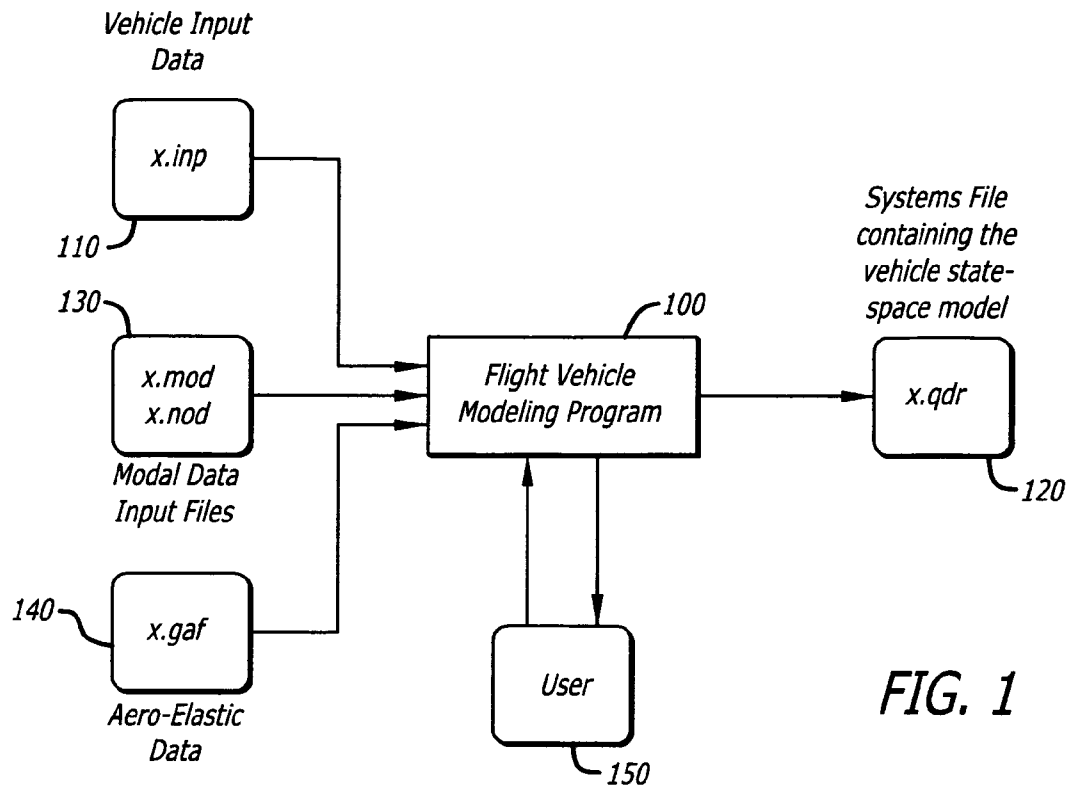 Vehicle Input
Data
x.inp
110
130
x.mod
x.nod
Modal Data
Input Files
140
x.gaf
Aero-Elastic
Data
100
Flight Vehicle
Modeling Program
User
150
Systems File
containing the
vehicle state-
space model
x.qdr
120
FIG. 1